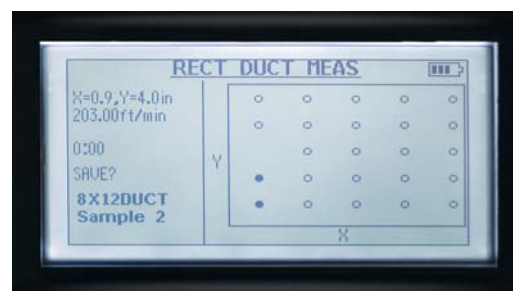 RECT DUCT MEAS
X=0.9,Y=4.0in
203.00ft/min
0:00
SAVE?
8X12DUCT
Sample 2
Y
X